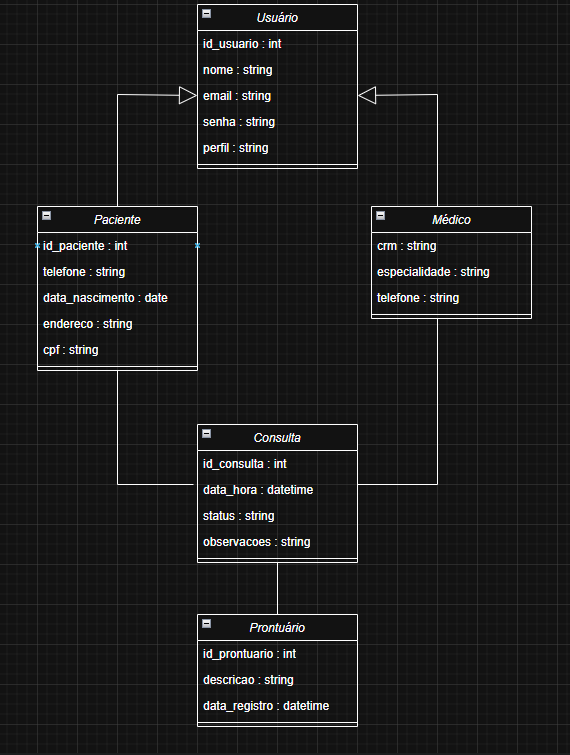 Usuário
id_usuario : int
nome : string
email : string
senha : string
perfil : string
Paciente
id_paciente : int
telefone : string
data_nascimento : date
endereco : string
cpf : string
Médico
crm : string
especialidade : string
telefone : string
Consulta
id_consulta : int
data_hora : datetime
status : string
observacoes : string
Prontuário
id_prontuario : int
descricao : string
data_registro : datetime